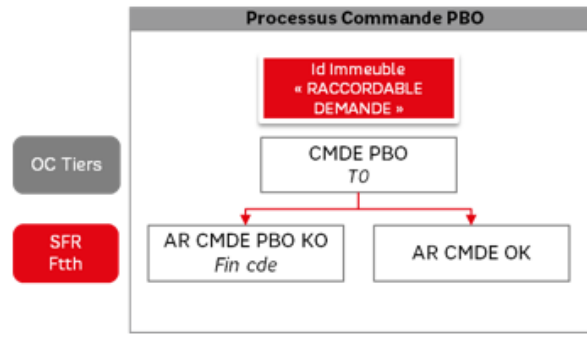 Processus Commande PBO
Id Immeuble
« RACCORDABLE
DEMANDE »
OC Tiers
CMDE PBO
T0
SFR
Ftth
AR CMDE PBO KO
Fin cde
AR CMDE OK